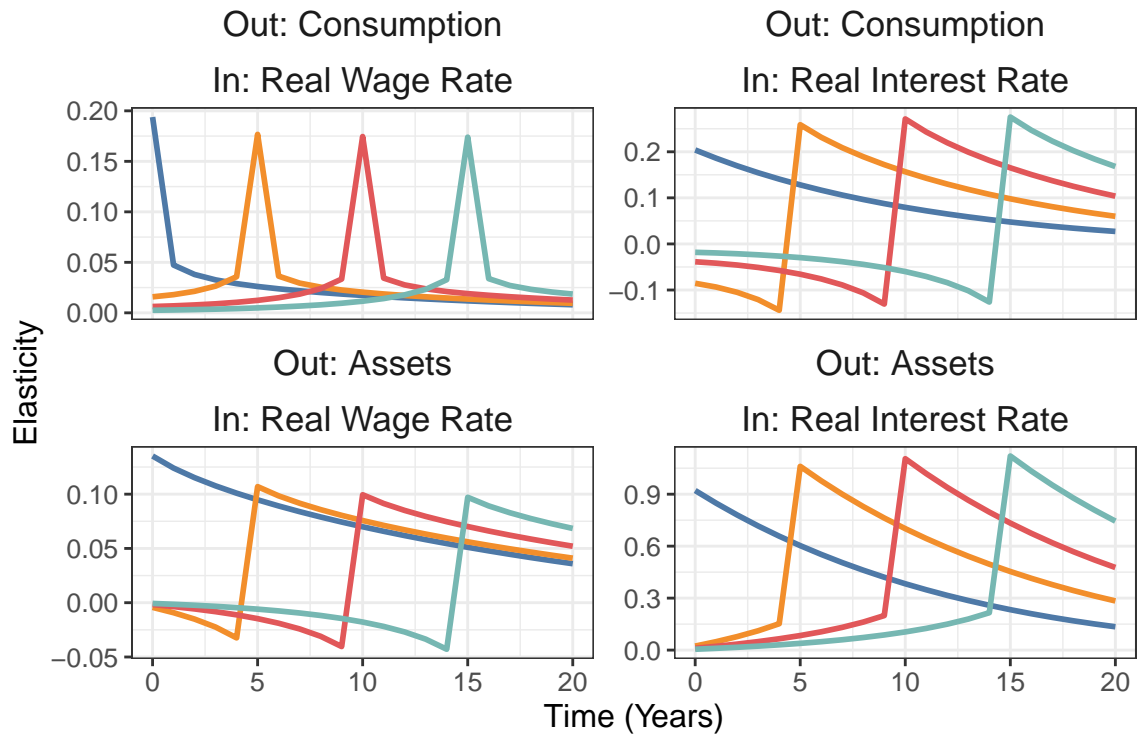 Out: Consumption
In: Real Wage Rate
0.20
0.15
0.10
0.05
0.00
Out: Consumption
In: Real Interest Rate
0.2
0.1
0.0
−0.1
Elasticity
Out: Assets
In: Real Wage Rate
0.10
0.05
0.00
−0.05
0 5 10 15 20
Out: Assets
In: Real Interest Rate
0.9
0.6
0.3
0.0
0 5 10 15 20
Time (Years)